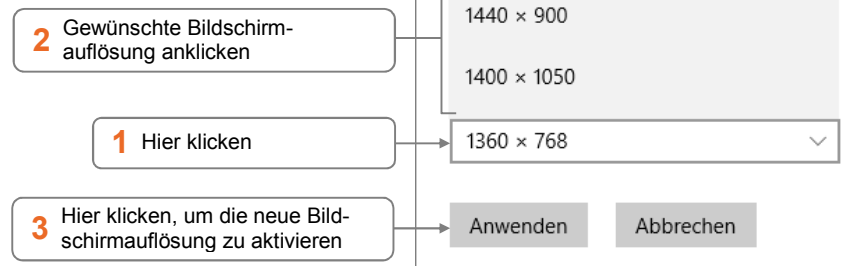 1440 × 900
2 Gewünschte Bildschirm-
auflösung anklicken
1400 × 1050
1 Hier klicken
1360 × 768
3 Hier klicken, um die neue Bild-
schirmauflösung zu aktivieren
Anwenden Abbrechen